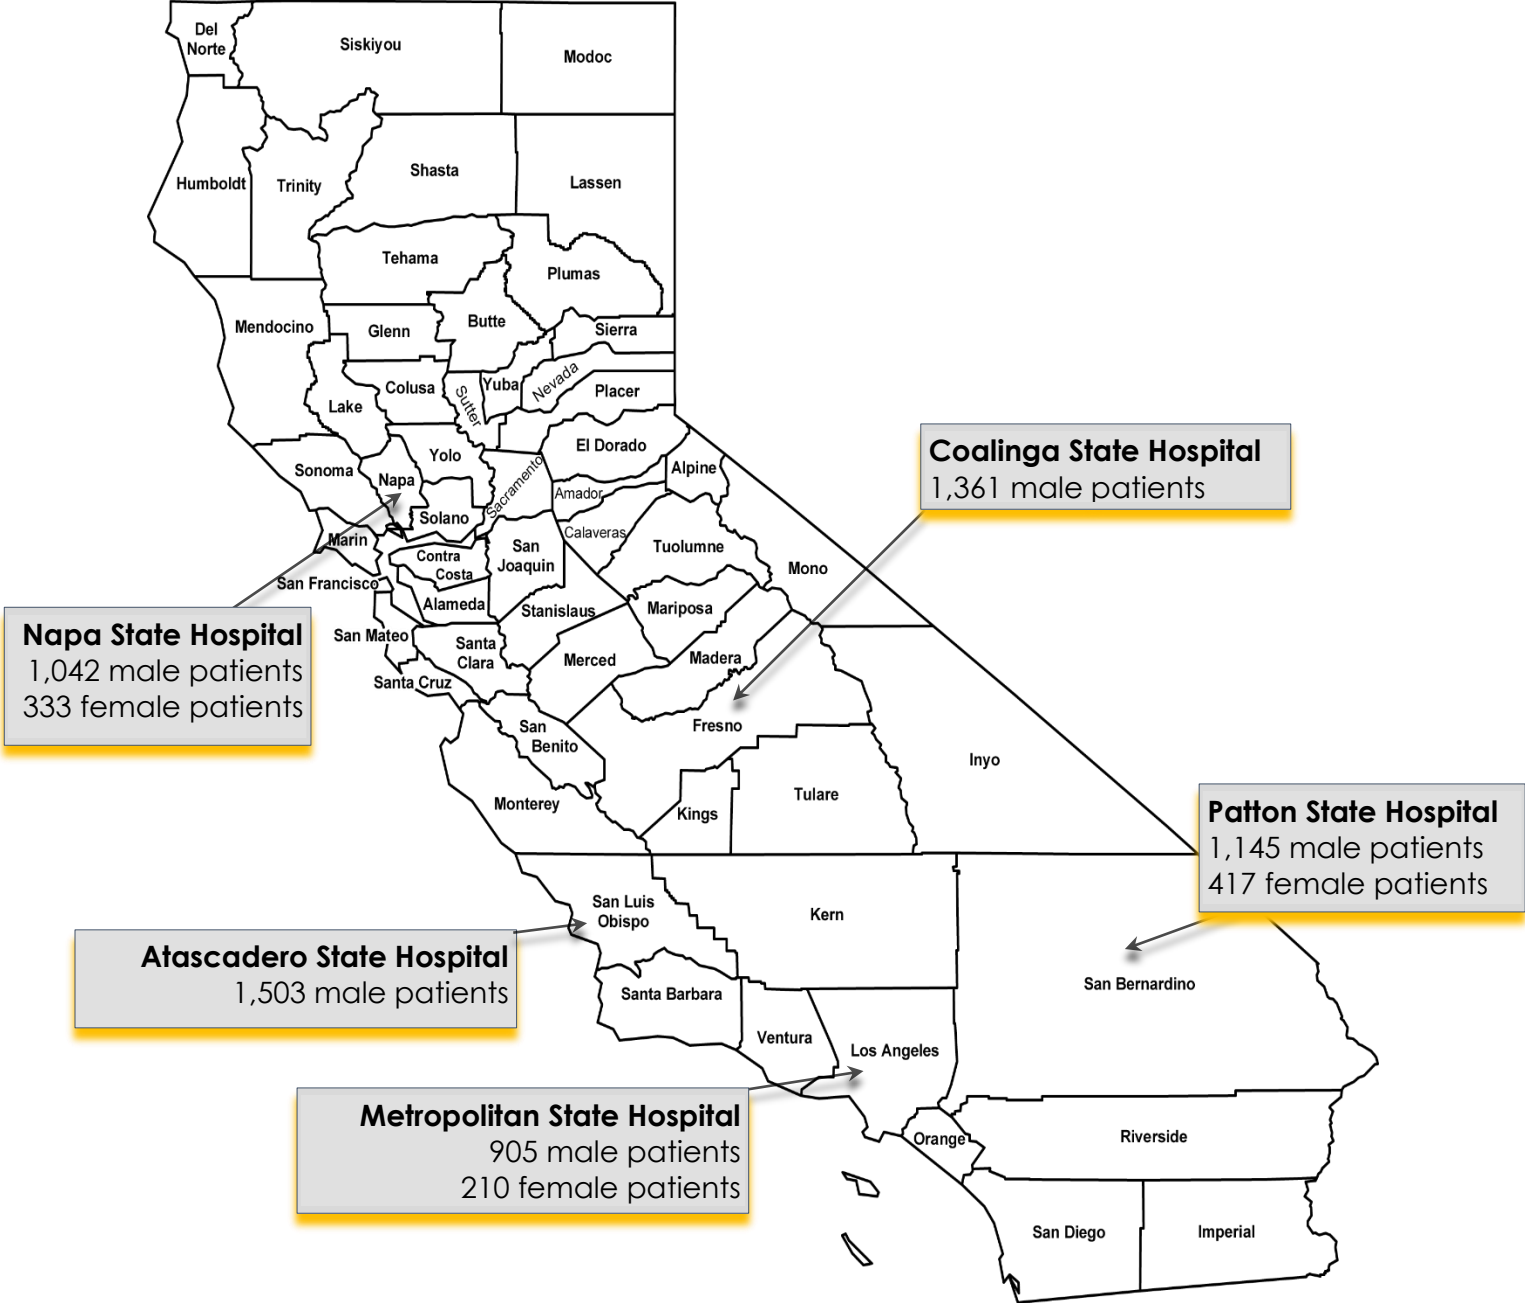 Del
Norte
Siskiyou
Modoc
Humboldt
Trinity
Shasta
Lassen
Tehama
Plumas
Mendocino
Glenn
Butte
Sierra
Lake
Colusa
Sutter
Yuba
Nevada
Placer
Sonoma
Napa
Yolo
Sacramento
El Dorado
Alpine
Amador
Solano
Calaveras
Marin
Contra
Costa
San
Joaquin
Tuolumne
Mono
San Francisco
Alameda
Stanislaus
Mariposa
San Mateo
Santa
Clara
Merced
Madera
Santa Cruz
San
Benito
Fresno
Inyo
Monterey
Kings
Tulare
San Luis
Obispo
Kern
San Bernardino
Santa Barbara
Ventura
Los Angeles
Orange
Riverside
San Diego
Imperial
Coalinga State Hospital
1,361 male patients
Napa State Hospital
1,042 male patients
333 female patients
Patton State Hospital
1,145 male patients
417 female patients
Atascadero State Hospital
1,503 male patients
Metropolitan State Hospital
905 male patients
210 female patients